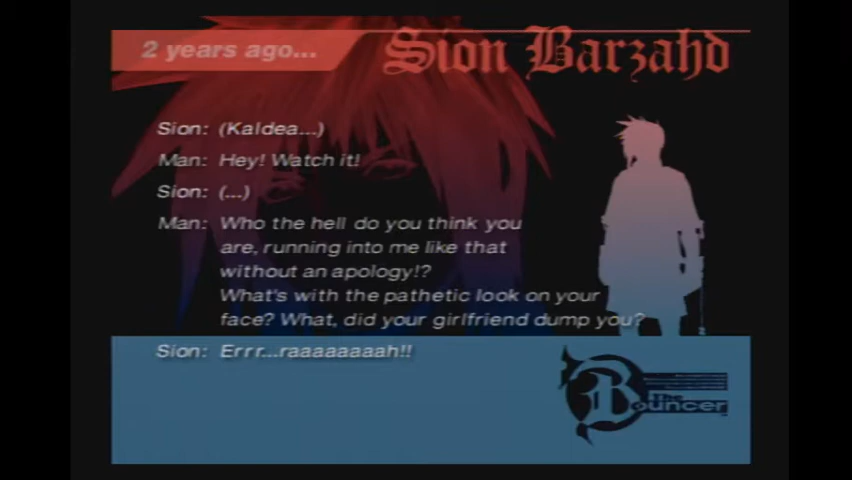 2 years ago...
Sion Barzahd
Sion: (Kaldea...)
Man: Hey! Watch it!
Sion: (...)
Man: Who the hell do you think you
are, running into me like that
without an apology!?
What's with the pathetic look on your
face? What, did your girlfriend dump you?
Sion: Errr...raaaaaaaah!!
The
Bouncer